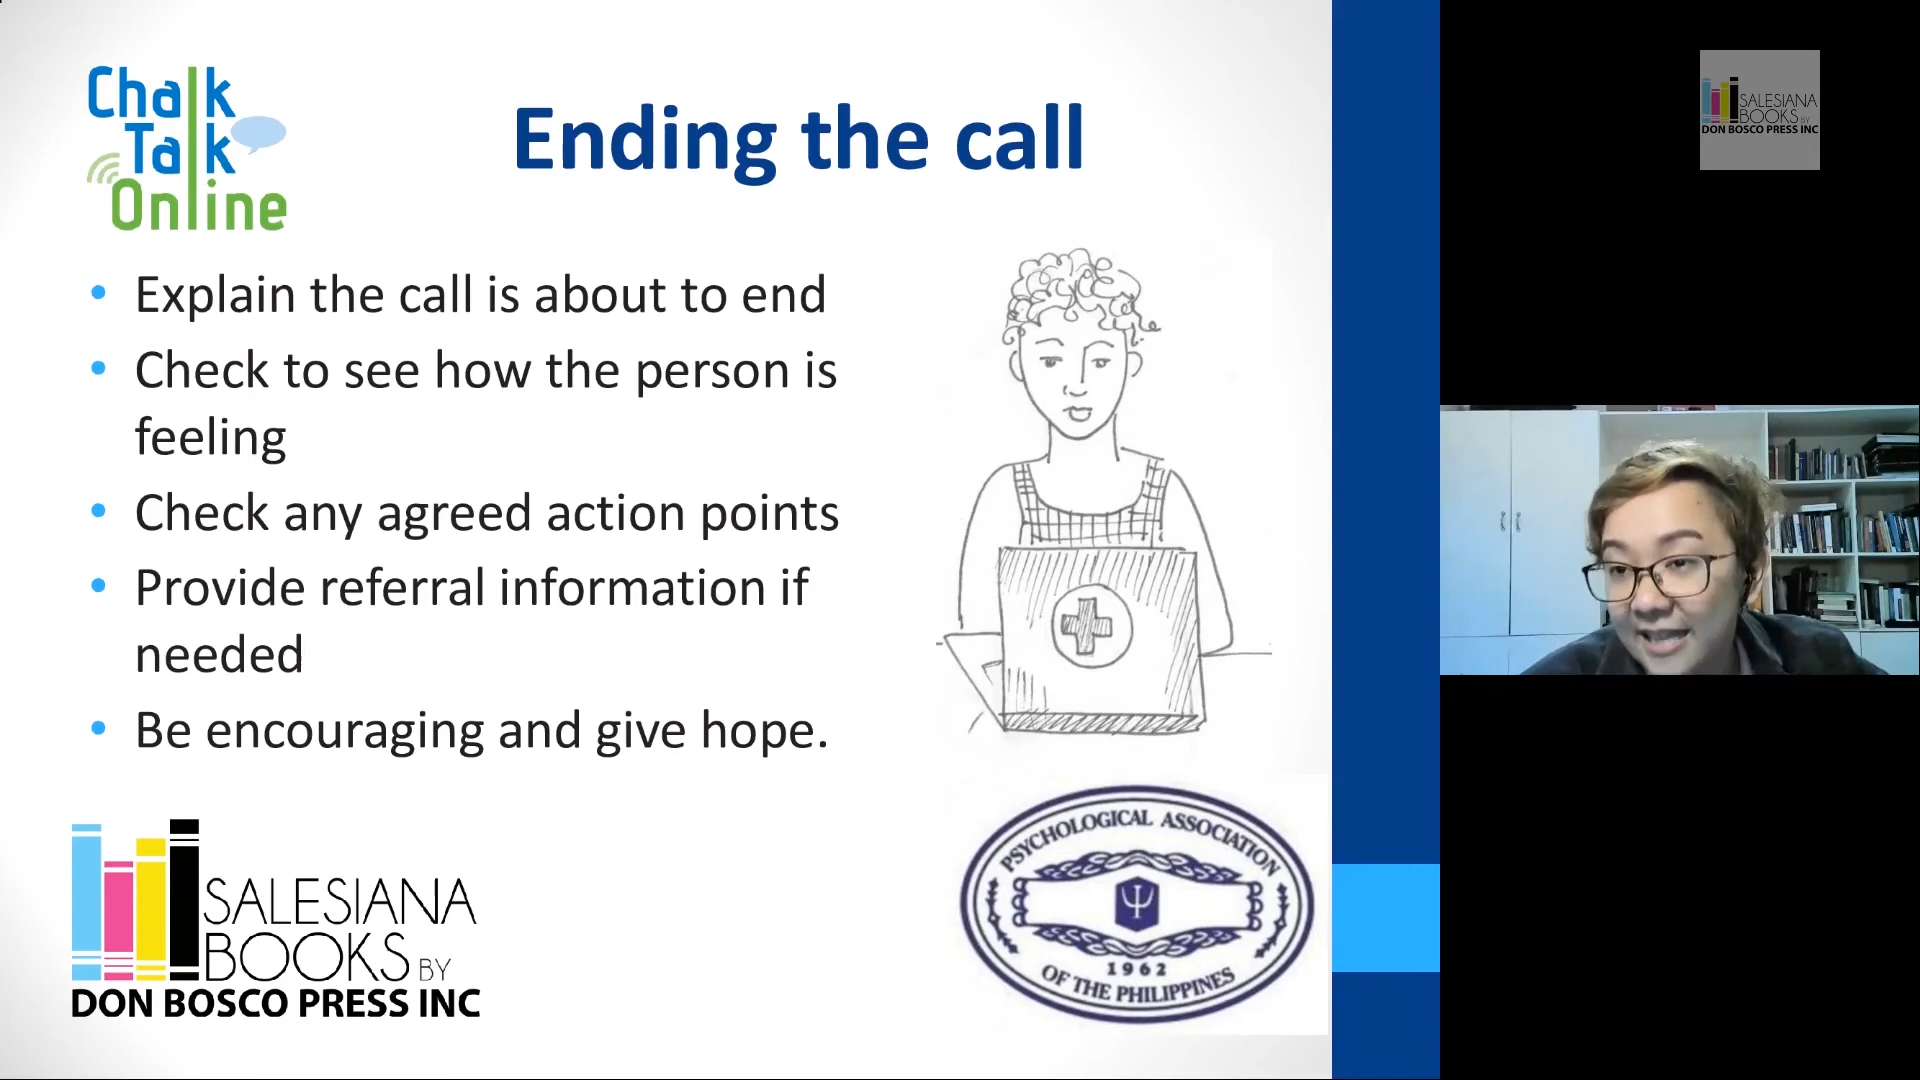 Chalk
Talk
Online
Ending the call
• Explain the call is about to end
• Check to see how the person is
feeling
• Check any agreed action points
• Provide referral information if
needed
• Be encouraging and give hope.
SALESIANA
BOOKS BY
DON BOSCO PRESS INC
PSYCHOLOGICAL ASSOCIATION
Ψ
1962
OF THE PHILIPPINES
SALESIANA
BOOKS BY
DON BOSCO PRESS INC